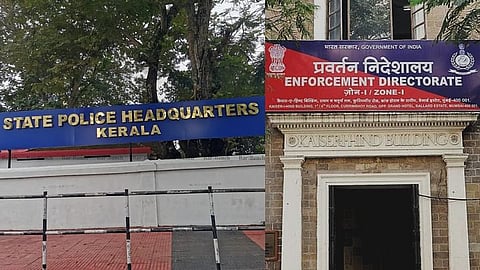 STATE POLICE HEADQUARTERS
KERALA
भारत सरकार, GOVERNMENT OF INDIA
प्रवर्तन निदेशालय
ENFORCEMENT DIRECTORATE
ज़ोन-I / ZONE-I
KAISER-I-HIND BUILDING